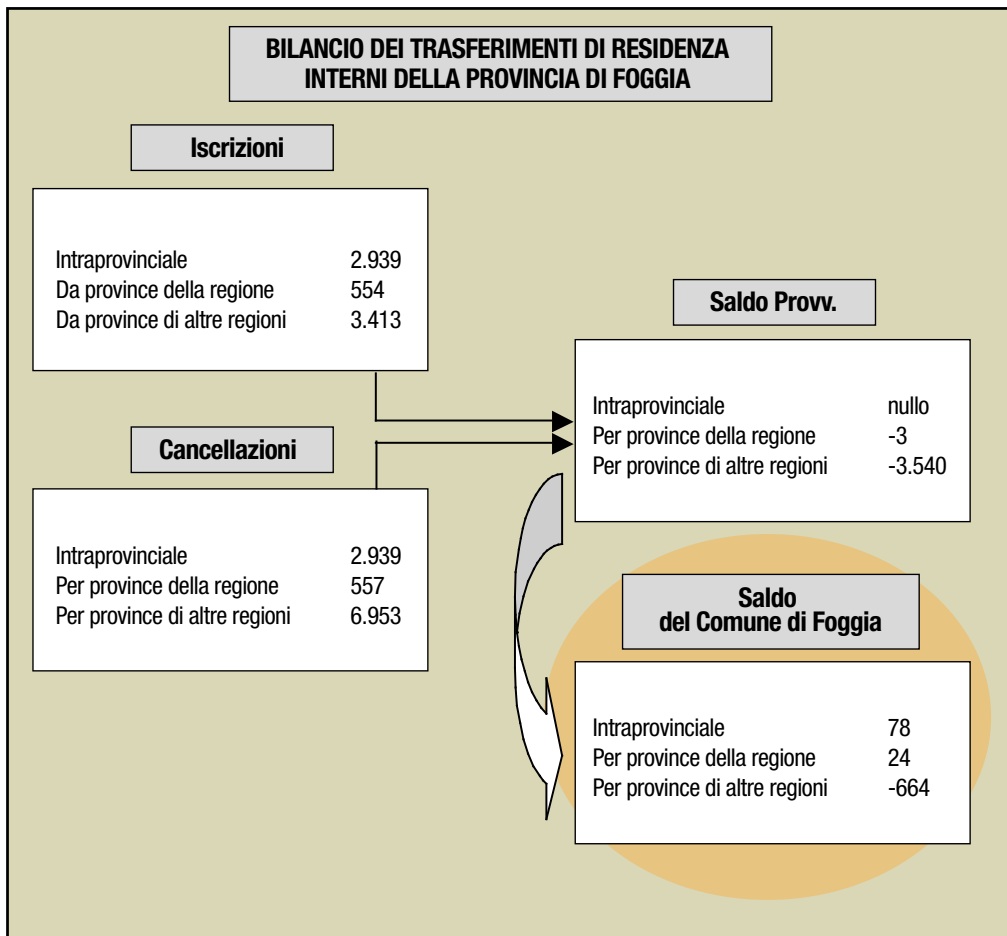 BILANCIO DEI TRASFERIMENTI DI RESIDENZA
INTERNI DELLA PROVINCIA DI FOGGIA
Iscrizioni
Intraprovinciale 2.939
Da province della regione 554
Da province di altre regioni 3.413
Cancellazioni
Intraprovinciale 2.939
Per province della regione 557
Per province di altre regioni 6.953
Saldo Provv.
Intraprovinciale nullo
Per province della regione -3
Per province di altre regioni -3.540
Saldo
del Comune di Foggia
Intraprovinciale 78
Per province della regione 24
Per province di altre regioni -664